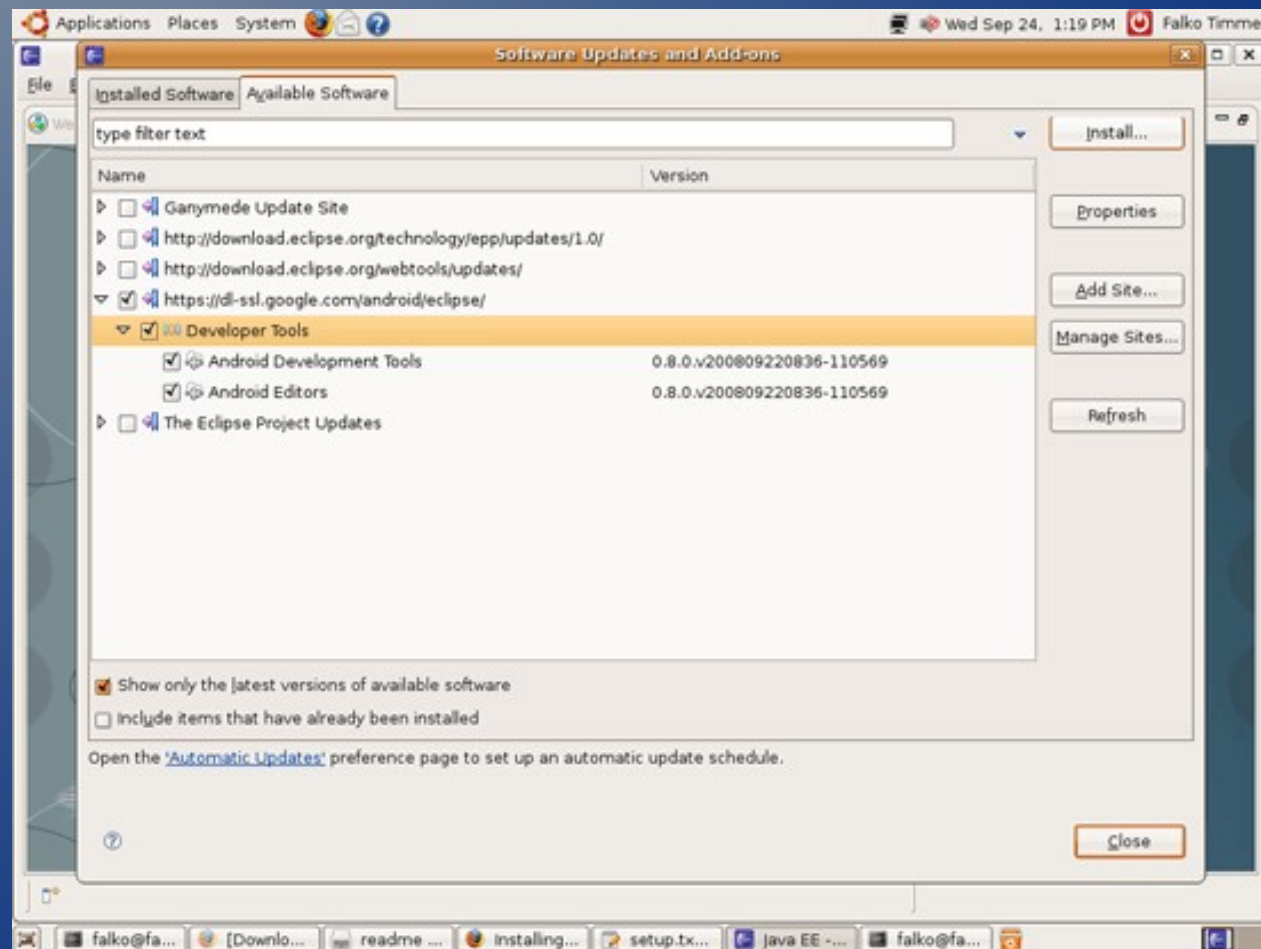 Applications Places System Wed Sep 24, 1:19 PM Falko Timme
Software Updates and Add-ons
File
Installed Software Available Software
type filter text Install...
Name Version
Ganymede Update Site
Properties
http://download.eclipse.org/technology/epp/updates/1.0/
http://download.eclipse.org/webtools/updates/
https://dl-ssl.google.com/android/eclipse/ Add Site...
Developer Tools
Manage Sites...
Android Development Tools 0.8.0.v200809220836-110569
Android Editors 0.8.0.v200809220836-110569
Refresh
The Eclipse Project Updates
Show only the latest versions of available software
Include items that have already been installed
Open the 'Automatic Updates' preference page to set up an automatic update schedule.
Close
falko@fa... [Downlo... readme ... Installing... setup.tx... Java EE -... falko@fa...